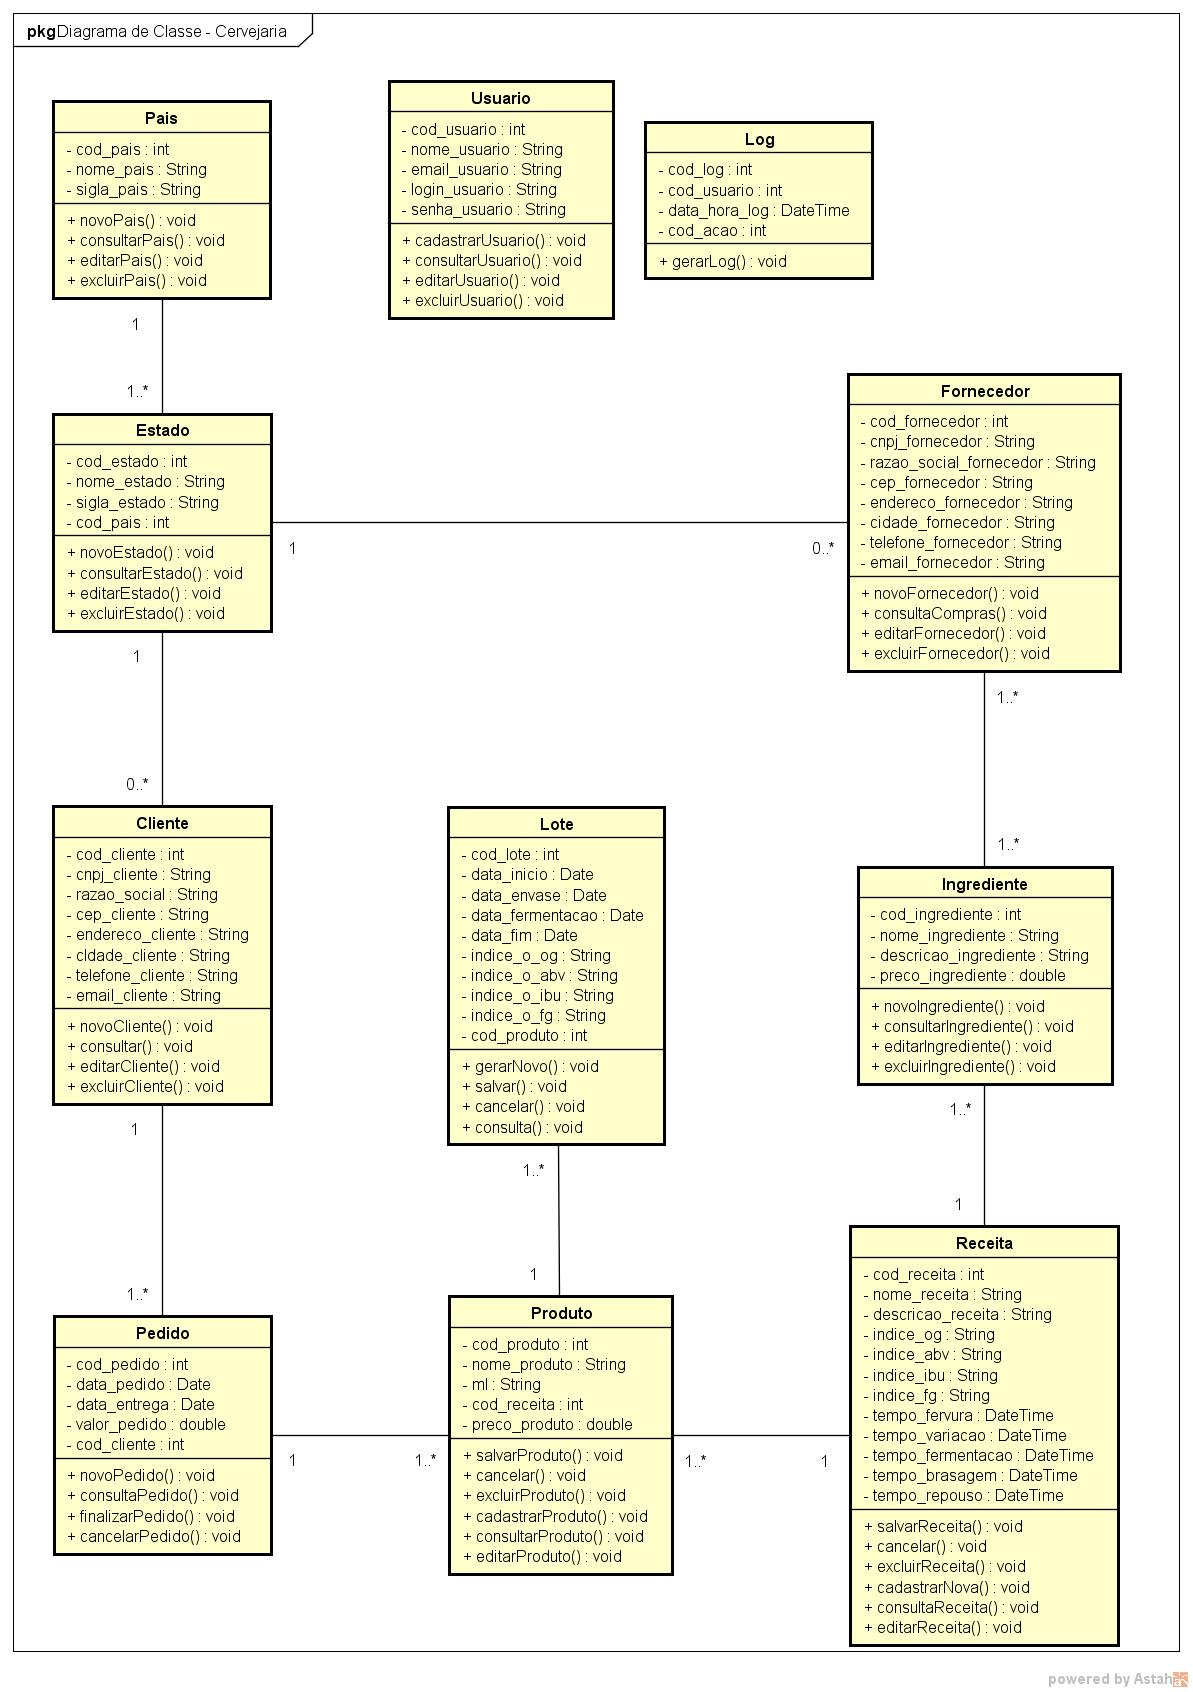 pkg Diagrama de Classe - Cervejaria
Pais
- cod_pais : int
- nome_pais : String
- sigla_pais : String
+ novoPais() : void
+ consultarPais() : void
+ editarPais() : void
+ excluirPais() : void
Usuario
- cod_usuario : int
- nome_usuario : String
- email_usuario : String
- login_usuario : String
- senha_usuario : String
+ cadastrarUsuario() : void
+ consultarUsuario() : void
+ editarUsuario() : void
+ excluirUsuario() : void
Log
- cod_log : int
- cod_usuario : int
- data_hora_log : DateTime
- cod_acao : int
+ gerarLog() : void
1
1..*
Estado
- cod_estado : int
- nome_estado : String
- sigla_estado : String
- cod_pais : int
+ novoEstado() : void
+ consultarEstado() : void
+ editarEstado() : void
+ excluirEstado() : void
1
0..*
Fornecedor
- cod_fornecedor : int
- cnpj_fornecedor : String
- razao_social_fornecedor : String
- cep_fornecedor : String
- endereco_fornecedor : String
- cidade_fornecedor : String
- telefone_fornecedor : String
- email_fornecedor : String
+ novoFornecedor() : void
+ consultaCompras() : void
+ editarFornecedor() : void
+ excluirFornecedor() : void
1
0..*
1..*
1..*
Cliente
- cod_cliente : int
- cnpj_cliente : String
- razao_social : String
- cep_cliente : String
- endereco_cliente : String
- cldade_cliente : String
- telefone_cliente : String
- email_cliente : String
+ novoCliente() : void
+ consultar() : void
+ editarCliente() : void
+ excluirCliente() : void
Lote
- cod_lote : int
- data_inicio : Date
- data_envase : Date
- data_fermentacao : Date
- data_fim : Date
- indice_o_og : String
- indice_o_abv : String
- indice_o_ibu : String
- indice_o_fg : String
- cod_produto : int
+ gerarNovo() : void
+ salvar() : void
+ cancelar() : void
+ consulta() : void
Ingrediente
- cod_ingrediente : int
- nome_ingrediente : String
- descricao_ingrediente : String
- preco_ingrediente : double
+ novoIngrediente() : void
+ consultarIngrediente() : void
+ editarIngrediente() : void
+ excluirIngrediente() : void
1
1..*
1..*
1
1..*
1
Pedido
- cod_pedido : int
- data_pedido : Date
- data_entrega : Date
- valor_pedido : double
- cod_cliente : int
+ novoPedido() : void
+ consultaPedido() : void
+ finalizarPedido() : void
+ cancelarPedido() : void
1
1..*
Produto
- cod_produto : int
- nome_produto : String
- ml : String
- cod_receita : int
- preco_produto : double
+ salvarProduto() : void
+ cancelar() : void
+ excluirProduto() : void
+ cadastrarProduto() : void
+ consultarProduto() : void
+ editarProduto() : void
1..*
1
Receita
- cod_receita : int
- nome_receita : String
- descricao_receita : String
- indice_og : String
- indice_abv : String
- indice_ibu : String
- indice_fg : String
- tempo_fervura : DateTime
- tempo_variacao : DateTime
- tempo_fermentacao : DateTime
- tempo_brasagem : DateTime
- tempo_repouso : DateTime
+ salvarReceita() : void
+ cancelar() : void
+ excluirReceita() : void
+ cadastrarNova() : void
+ consultaReceita() : void
+ editarReceita() : void
powered by Astah